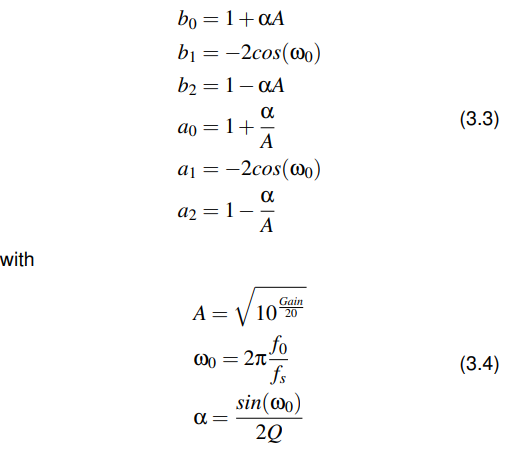 b₀ = 1 + αA
b₁ = −2cos(ω₀)
b₂ = 1 − αA
a₀ = 1 + α/A
(3.3)
a₁ = −2cos(ω₀)
a₂ = 1 − α/A
with
A = √(10^(Gain/20))
ω₀ = 2π f₀/fₛ
(3.4)
α = sin(ω₀)/2Q